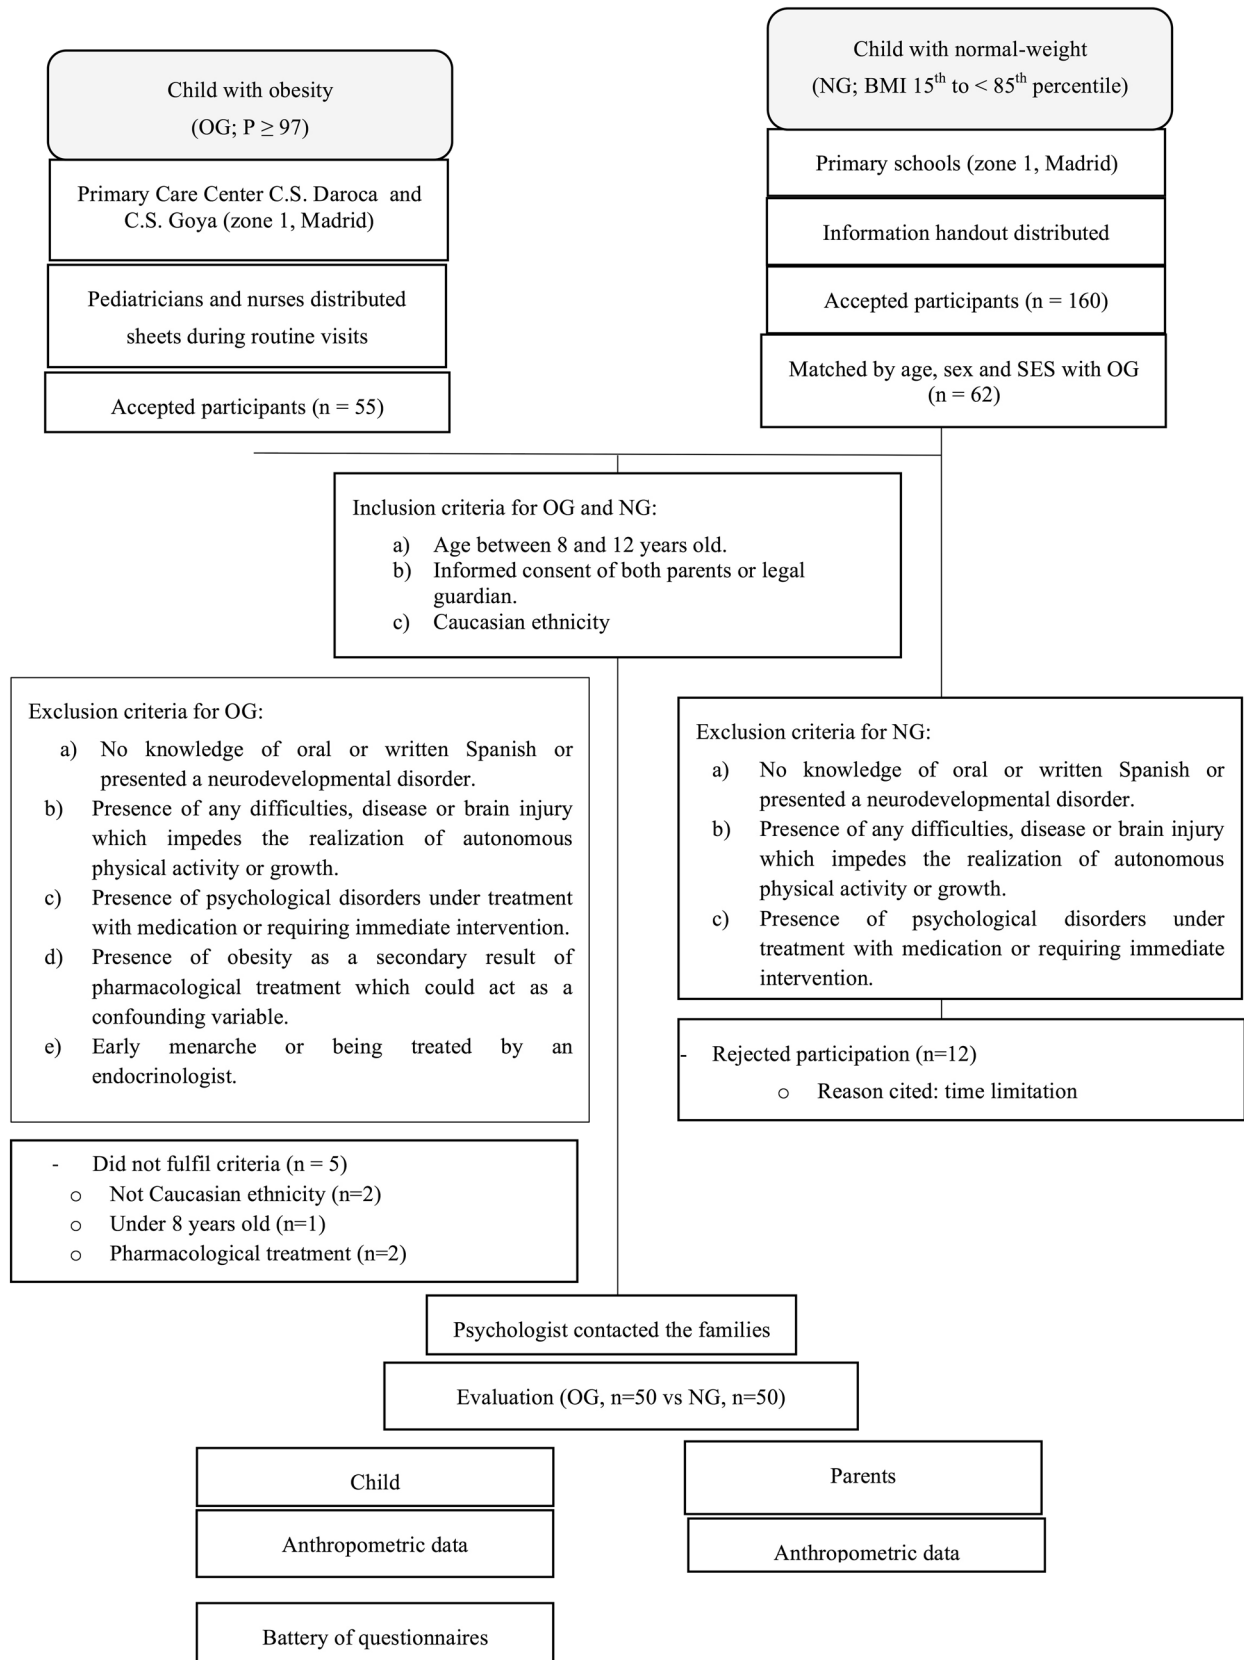 Child with obesity
(OG; P ≥ 97)
Primary Care Center C.S. Daroca and
C.S. Goya (zone 1, Madrid)
Pediatricians and nurses distributed
sheets during routine visits
Accepted participants (n = 55)
Child with normal-weight
(NG; BMI 15th to < 85th percentile)
Primary schools (zone 1, Madrid)
Information handout distributed
Accepted participants (n = 160)
Matched by age, sex and SES with OG
(n = 62)
Inclusion criteria for OG and NG:
a) Age between 8 and 12 years old.
b) Informed consent of both parents or legal
guardian.
c) Caucasian ethnicity
Exclusion criteria for OG:
a) No knowledge of oral or written Spanish or
presented a neurodevelopmental disorder.
b) Presence of any difficulties, disease or brain injury
which impedes the realization of autonomous
physical activity or growth.
c) Presence of psychological disorders under treatment
with medication or requiring immediate intervention.
d) Presence of obesity as a secondary result of
pharmacological treatment which could act as a
confounding variable.
e) Early menarche or being treated by an
endocrinologist.
Exclusion criteria for NG:
a) No knowledge of oral or written Spanish or
presented a neurodevelopmental disorder.
b) Presence of any difficulties, disease or brain injury
which impedes the realization of autonomous
physical activity or growth.
c) Presence of psychological disorders under
treatment with medication or requiring immediate
intervention.
- Rejected participation (n=12)
o Reason cited: time limitation
- Did not fulfil criteria (n = 5)
o Not Caucasian ethnicity (n=2)
o Under 8 years old (n=1)
o Pharmacological treatment (n=2)
Psychologist contacted the families
Evaluation (OG, n=50 vs NG, n=50)
Child
Anthropometric data
Battery of questionnaires
Parents
Anthropometric data